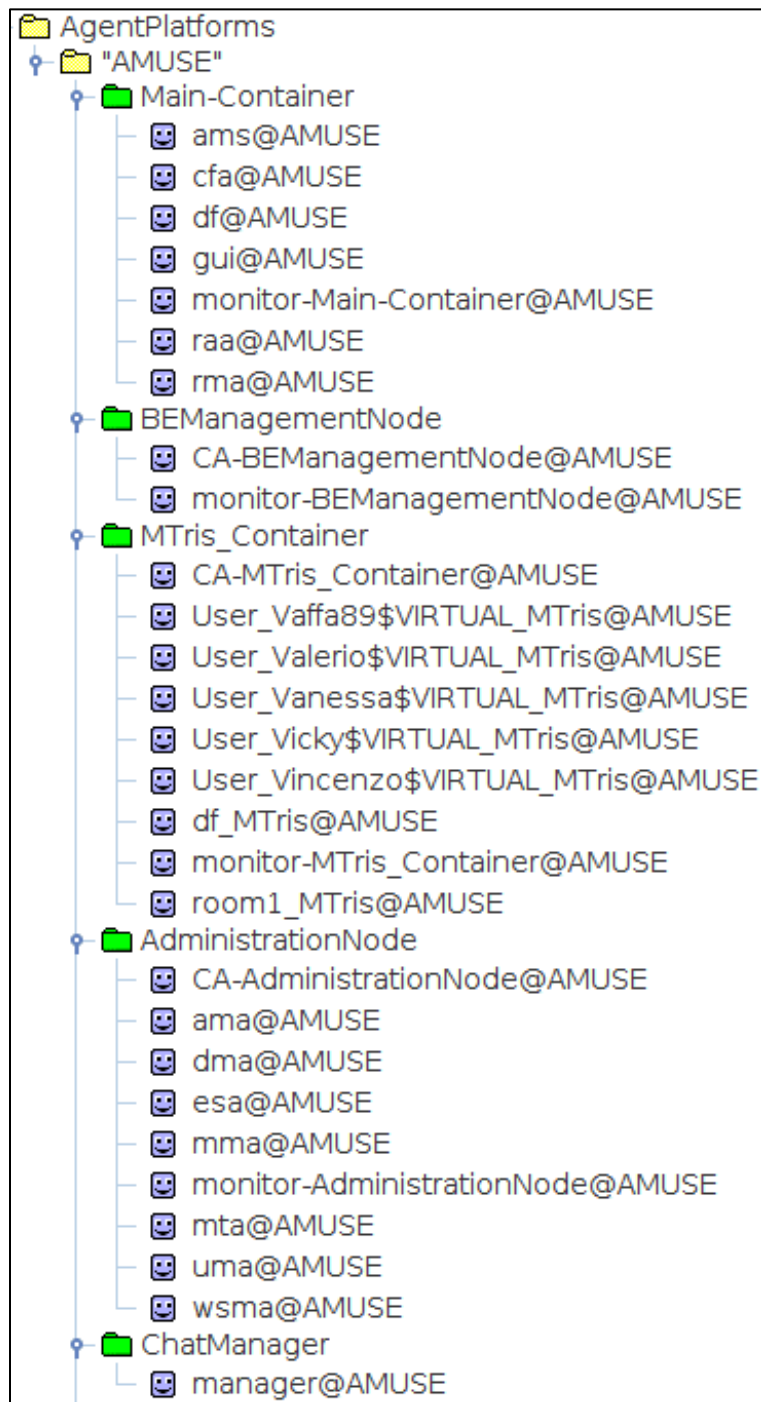 AgentPlatforms
"AMUSE"
Main-Container
ams@AMUSE
cfa@AMUSE
df@AMUSE
gui@AMUSE
monitor-Main-Container@AMUSE
raa@AMUSE
rma@AMUSE
BEManagementNode
CA-BEManagementNode@AMUSE
monitor-BEManagementNode@AMUSE
MTris_Container
CA-MTris_Container@AMUSE
User_Vaffa89$VIRTUAL_MTris@AMUSE
User_Valerio$VIRTUAL_MTris@AMUSE
User_Vanessa$VIRTUAL_MTris@AMUSE
User_Vicky$VIRTUAL_MTris@AMUSE
User_Vincenzo$VIRTUAL_MTris@AMUSE
df_MTris@AMUSE
monitor-MTris_Container@AMUSE
room1_MTris@AMUSE
AdministrationNode
CA-AdministrationNode@AMUSE
ama@AMUSE
dma@AMUSE
esa@AMUSE
mma@AMUSE
monitor-AdministrationNode@AMUSE
mta@AMUSE
uma@AMUSE
wsma@AMUSE
ChatManager
manager@AMUSE